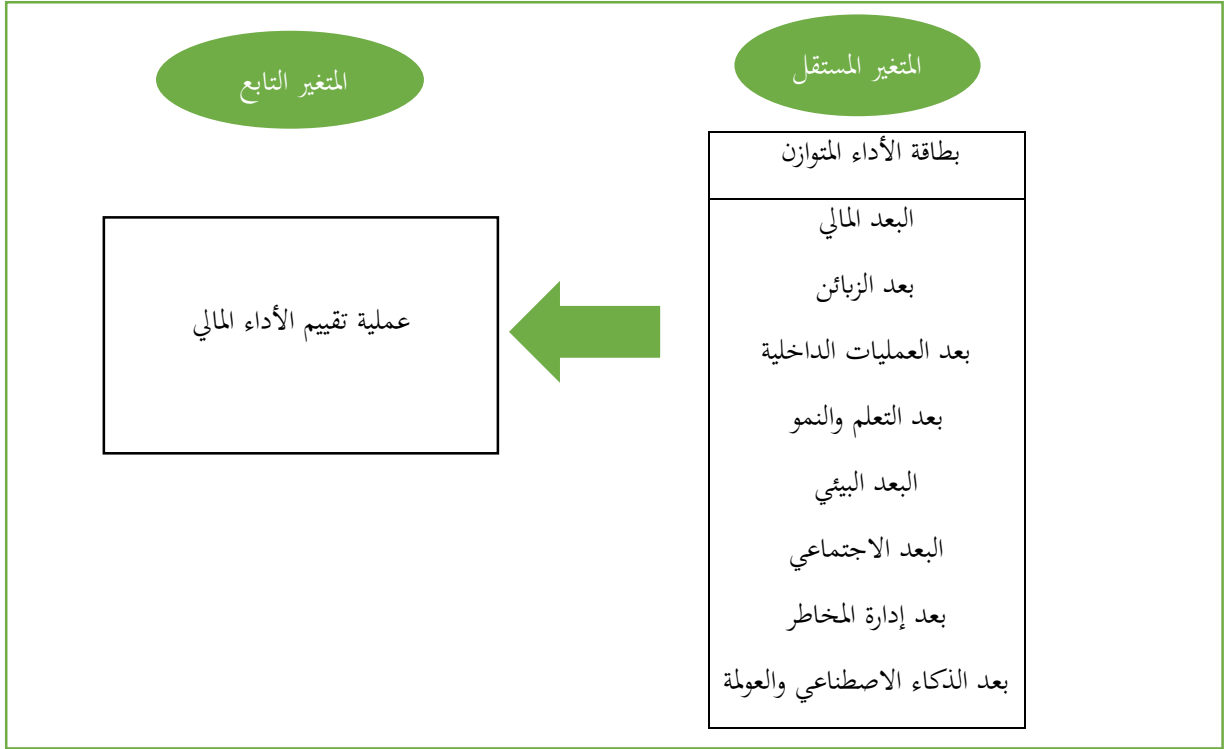 المتغير المستقل
المتغير التابع
بطاقة الأداء المتوازن
البعد المالي
بعد الزبائن
بعد العمليات الداخلية
بعد التعلم والنمو
البعد البيئي
البعد الاجتماعي
بعد إدارة المخاطر
بعد الذكاء الاصطناعي والعولمة
عملية تقييم الأداء المالي